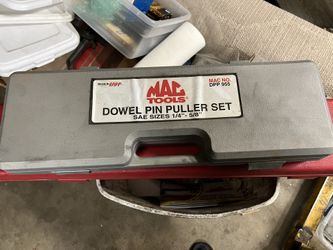 MAC
TOOLS
DOWEL PIN PULLER SET
SAE SIZES 1/4"- 5/8"
MAC NO.
DPP 955